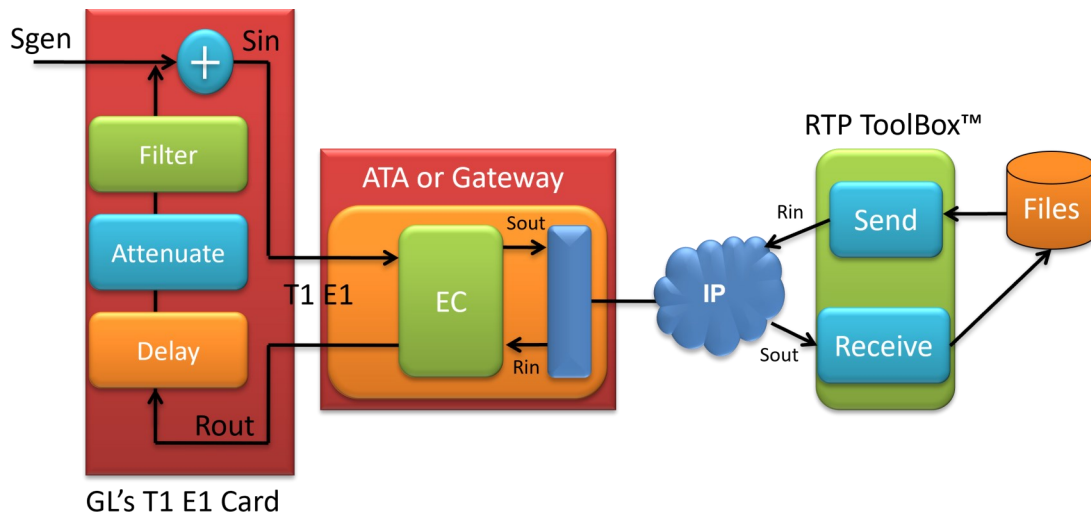 Sgen
Sin
+
Filter
Attenuate
Delay
Rout
GL's T1 E1 Card
ATA or Gateway
Sout
EC
T1 E1
Rin
IP
RTP ToolBox™
Rin
Send
Files
Sout
Receive